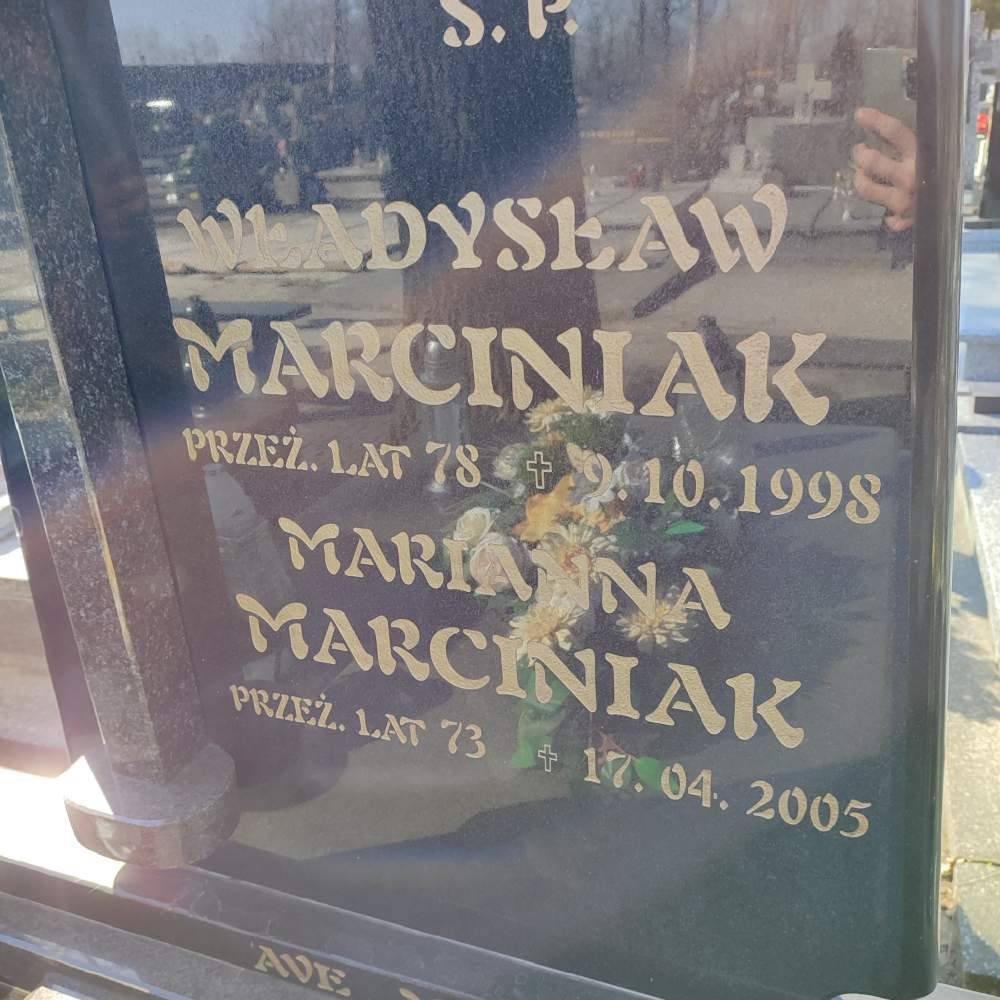 Ś. P.
WŁADYSŁAW
MARCINIAK
PRZEŻ. LAT 78 ✝ 9. 10. 1998
MARIANNA
MARCINIAK
PRZEŻ. LAT 73 ✝ 17. 04. 2005
AVE